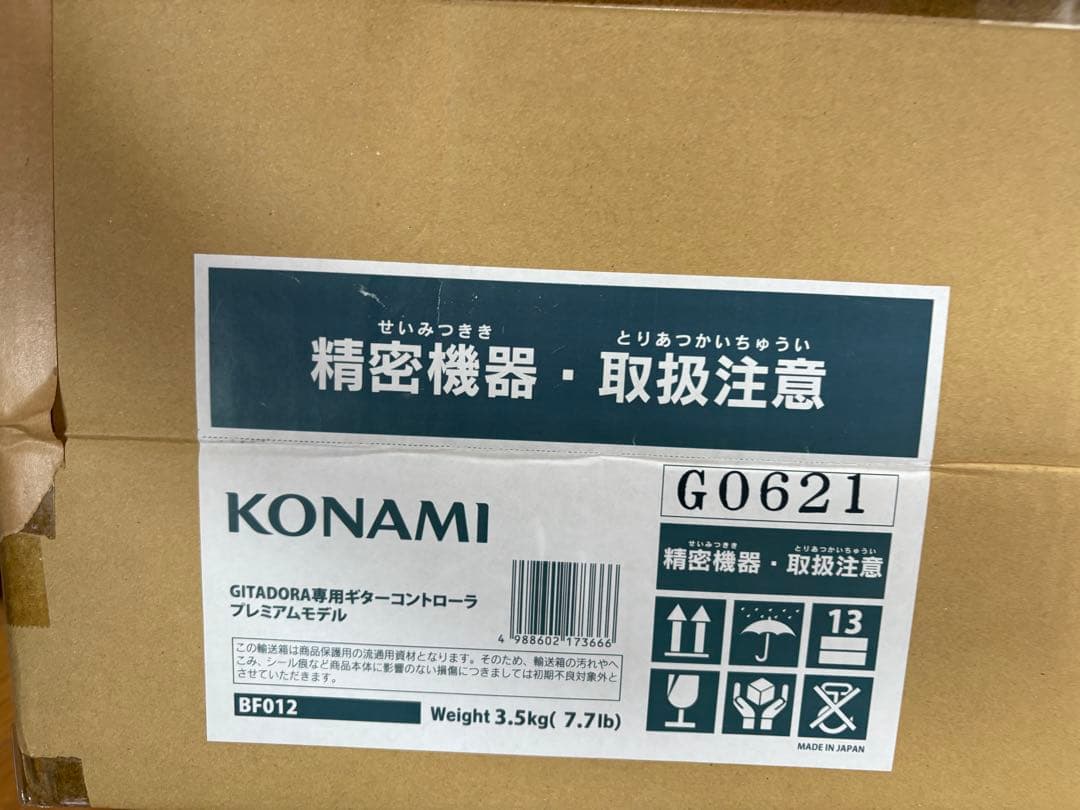 せいみつきき とりあつかいちゅうい
精密機器・取扱注意
KONAMI
G0621
せいみつきき とりあつかいちゅうい
精密機器・取扱注意
GITADORA専用ギターコントローラ
プレミアムモデル
4 988602 173666
13
この輸送箱は商品保護用の流通用資材となります。そのため、輸送箱の汚れやへ
こみ、シール痕など商品本体に影響のない損傷につきましては初期不良対象外と
させていただきます。
BF012
Weight 3.5kg( 7.7lb)
MADE IN JAPAN